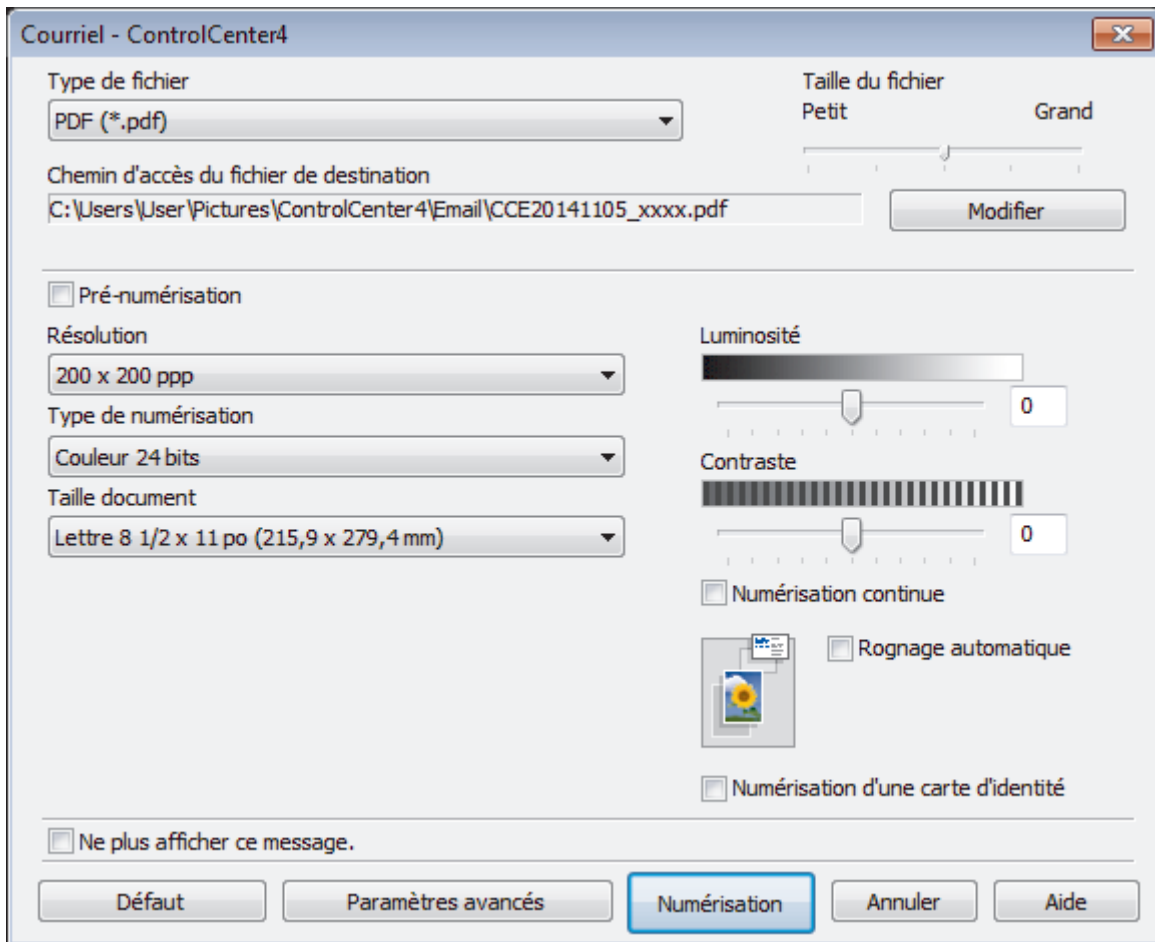 Courriel - ControlCenter4
Type de fichier
PDF (*.pdf)
Taille du fichier
Petit Grand
Chemin d'accès du fichier de destination
C:\Users\User\Pictures\ControlCenter4\Email\CCE20141105_xxxx.pdf
Modifier
Pré-numérisation
Résolution
200 x 200 ppp
Type de numérisation
Couleur 24 bits
Taille document
Lettre 8 1/2 x 11 po (215,9 x 279,4 mm)
Luminosité
0
Contraste
0
Numérisation continue
Rognage automatique
Numérisation d'une carte d'identité
Ne plus afficher ce message.
Défaut Paramètres avancés Numérisation Annuler Aide